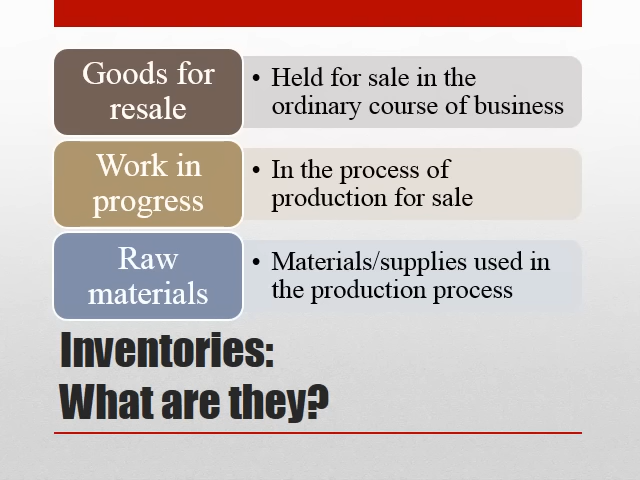 Goods for
resale
• Held for sale in the
ordinary course of business
Work in
progress
• In the process of
production for sale
Raw
materials
• Materials/supplies used in
the production process
Inventories:
What are they?